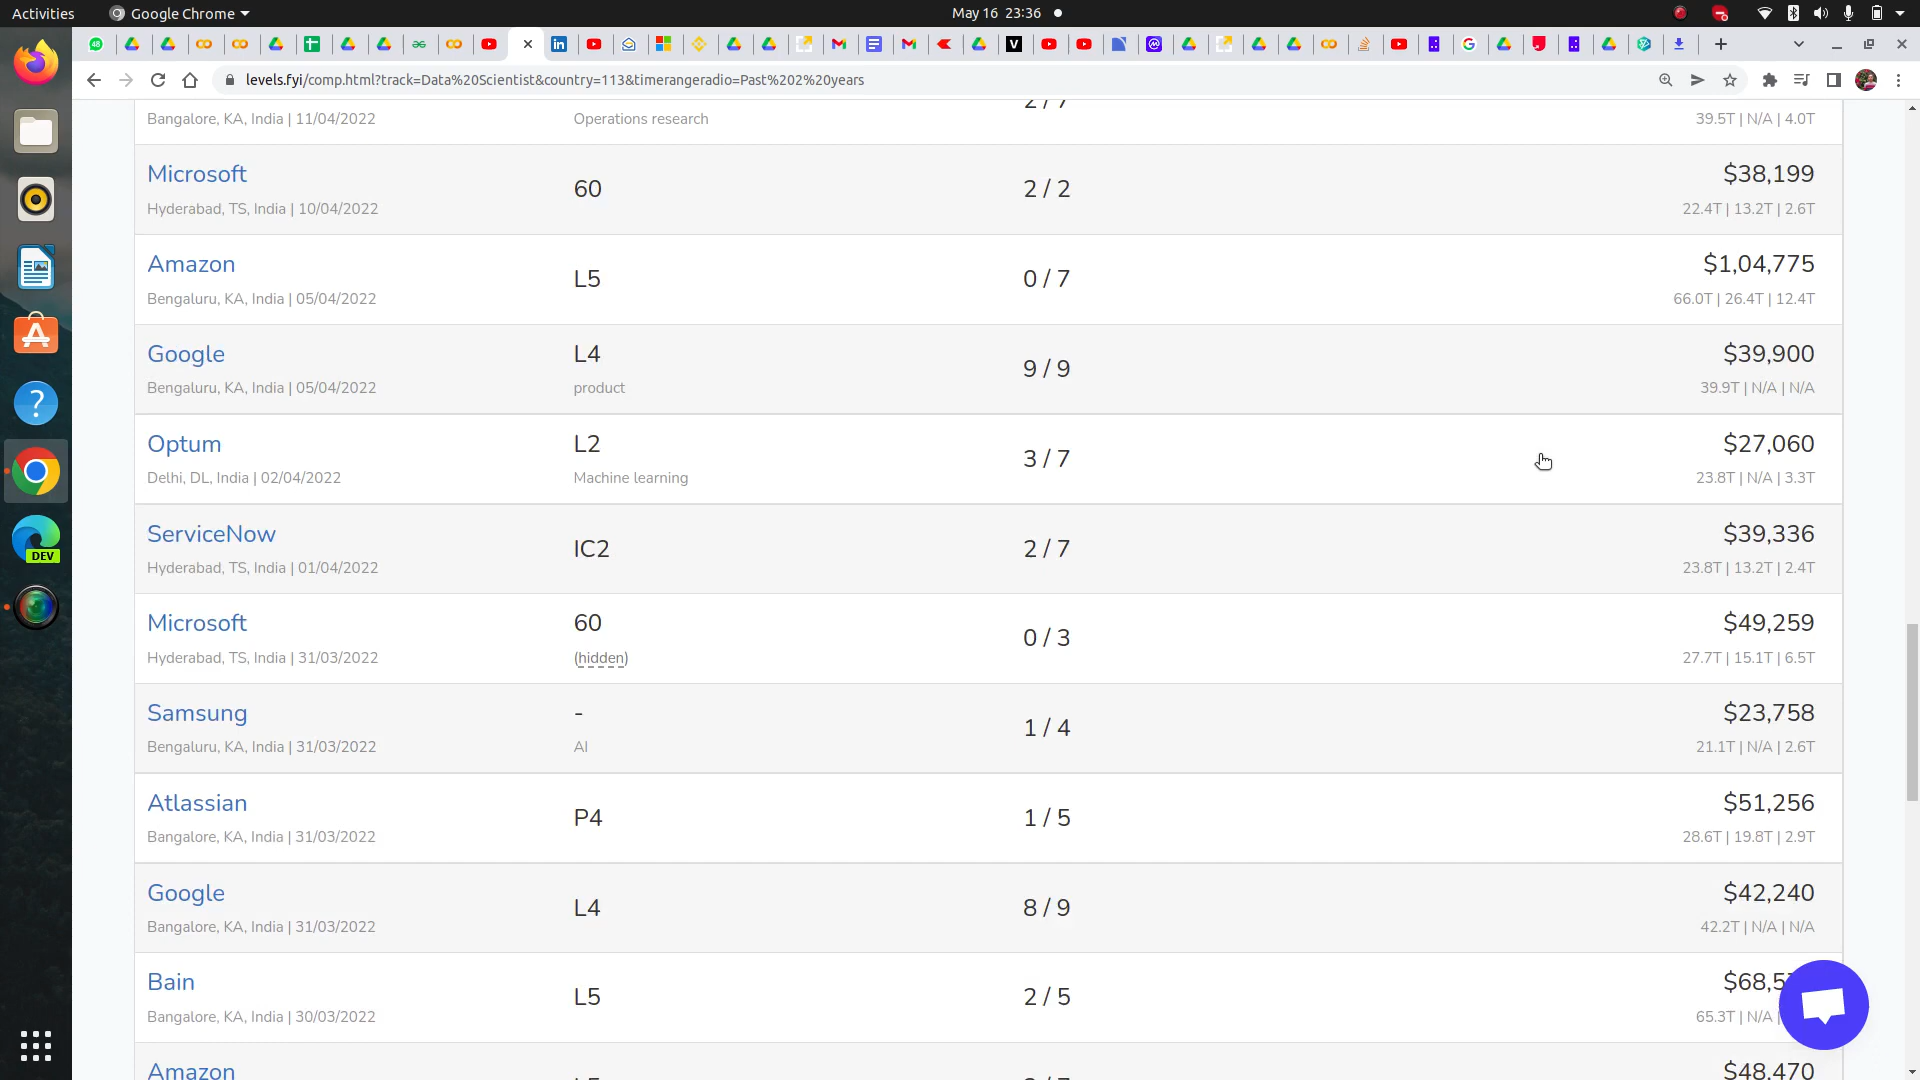 Activities
Google Chrome
May 16 23:36
48
levels.fyi/comp.html?track=Data%20Scientist&country=113&timerangeradio=Past%202%20years
2 / 7
Bangalore, KA, India | 11/04/2022
Operations research
39.5T | N/A | 4.0T
Microsoft
60
2 / 2
$38,199
Hyderabad, TS, India | 10/04/2022
22.4T | 13.2T | 2.6T
Amazon
L5
0 / 7
$1,04,775
Bengaluru, KA, India | 05/04/2022
66.0T | 26.4T | 12.4T
Google
L4
9 / 9
$39,900
Bengaluru, KA, India | 05/04/2022
product
39.9T | N/A | N/A
Optum
L2
3 / 7
$27,060
Delhi, DL, India | 02/04/2022
Machine learning
23.8T | N/A | 3.3T
ServiceNow
IC2
2 / 7
$39,336
Hyderabad, TS, India | 01/04/2022
23.8T | 13.2T | 2.4T
DEV
Microsoft
60
0 / 3
$49,259
Hyderabad, TS, India | 31/03/2022
(hidden)
27.7T | 15.1T | 6.5T
Samsung
-
1 / 4
$23,758
Bengaluru, KA, India | 31/03/2022
AI
21.1T | N/A | 2.6T
Atlassian
P4
1 / 5
$51,256
Bangalore, KA, India | 31/03/2022
28.6T | 19.8T | 2.9T
Google
L4
8 / 9
$42,240
Bangalore, KA, India | 31/03/2022
42.2T | N/A | N/A
Bain
L5
2 / 5
Bangalore, KA, India | 30/03/2022
65.3T | N/A |
Amazon
$48,470